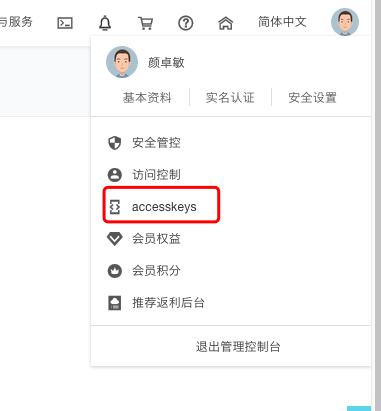 与服务 简体中文
颜卓敏
基本资料 实名认证 安全设置
安全管控
访问控制
accesskeys
会员权益
会员积分
推荐返利后台
退出管理控制台